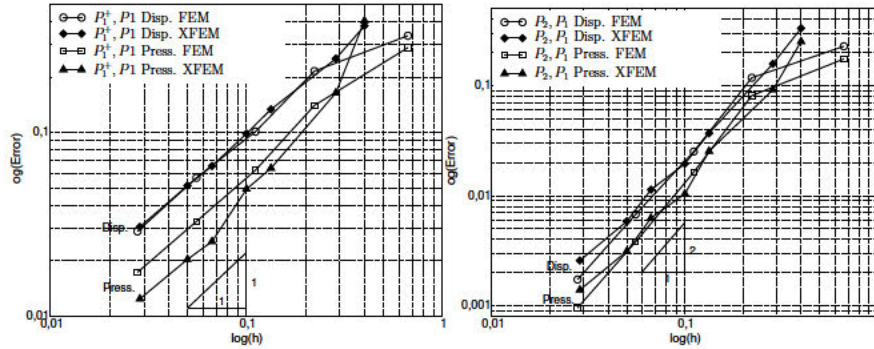 P₁⁺, P1 Disp. FEM
P₁⁺, P1 Disp. XFEM
P₁⁺, P1 Press. FEM
P₁⁺, P1 Press. XFEM
0,1
og(Error)
Disp.
Press.
1
1
0,01
0,01
0,1
1
log(h)
P₂, P₁ Disp. FEM
P₂, P₁ Disp. XFEM
P₂, P₁ Press. FEM
P₂, P₁ Press. XFEM
0,1
og(Error)
0,01
Disp.
2
1
Press.
0,001
0,01
0,1
log(h)